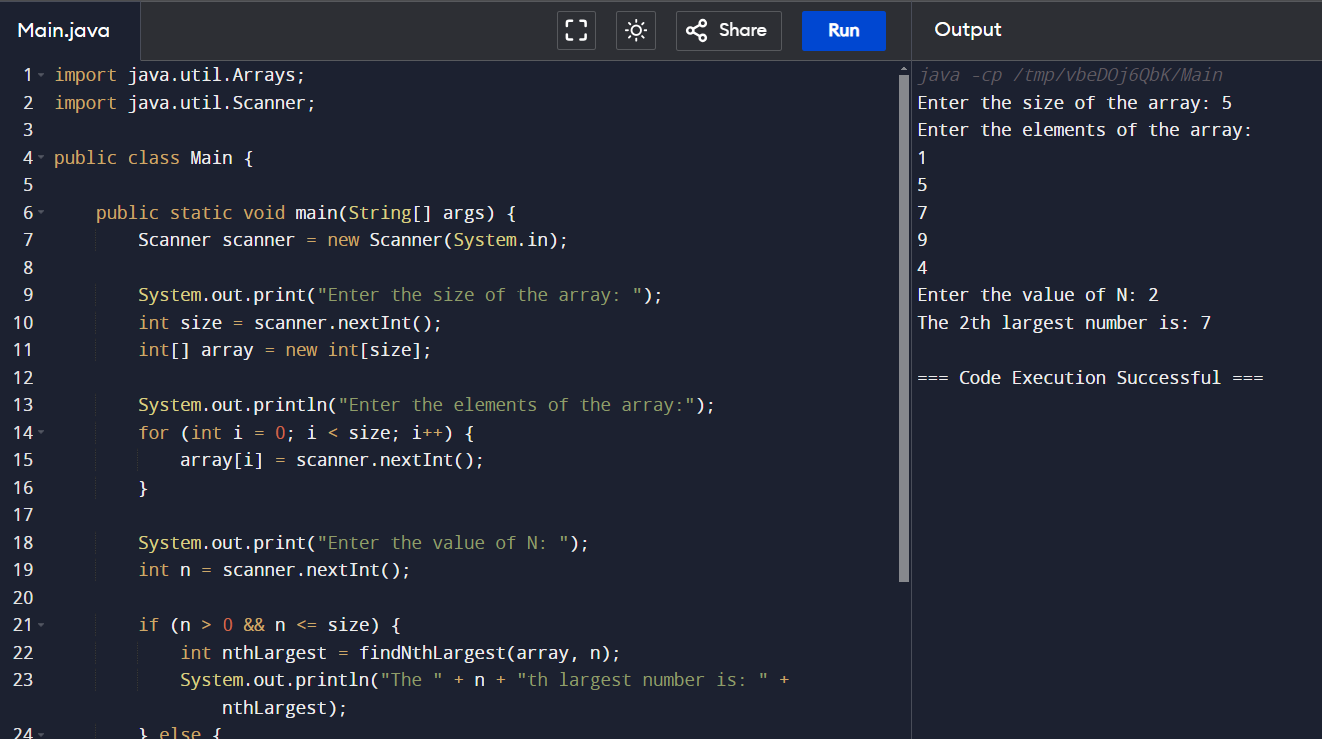 Main.java
Share
Run
Output
1 import java.util.Arrays;
2 import java.util.Scanner;
3
4 public class Main {
5
6     public static void main(String[] args) {
7         Scanner scanner = new Scanner(System.in);
8
9         System.out.print("Enter the size of the array: ");
10         int size = scanner.nextInt();
11         int[] array = new int[size];
12
13         System.out.println("Enter the elements of the array:");
14         for (int i = 0; i < size; i++) {
15             array[i] = scanner.nextInt();
16         }
17
18         System.out.print("Enter the value of N: ");
19         int n = scanner.nextInt();
20
21         if (n > 0 && n <= size) {
22             int nthLargest = findNthLargest(array, n);
23             System.out.println("The " + n + "th largest number is: " +
                nthLargest);
24         } else {
java -cp /tmp/vbeDOj6QbK/Main
Enter the size of the array: 5
Enter the elements of the array:
1
5
7
9
4
Enter the value of N: 2
The 2th largest number is: 7
=== Code Execution Successful ===